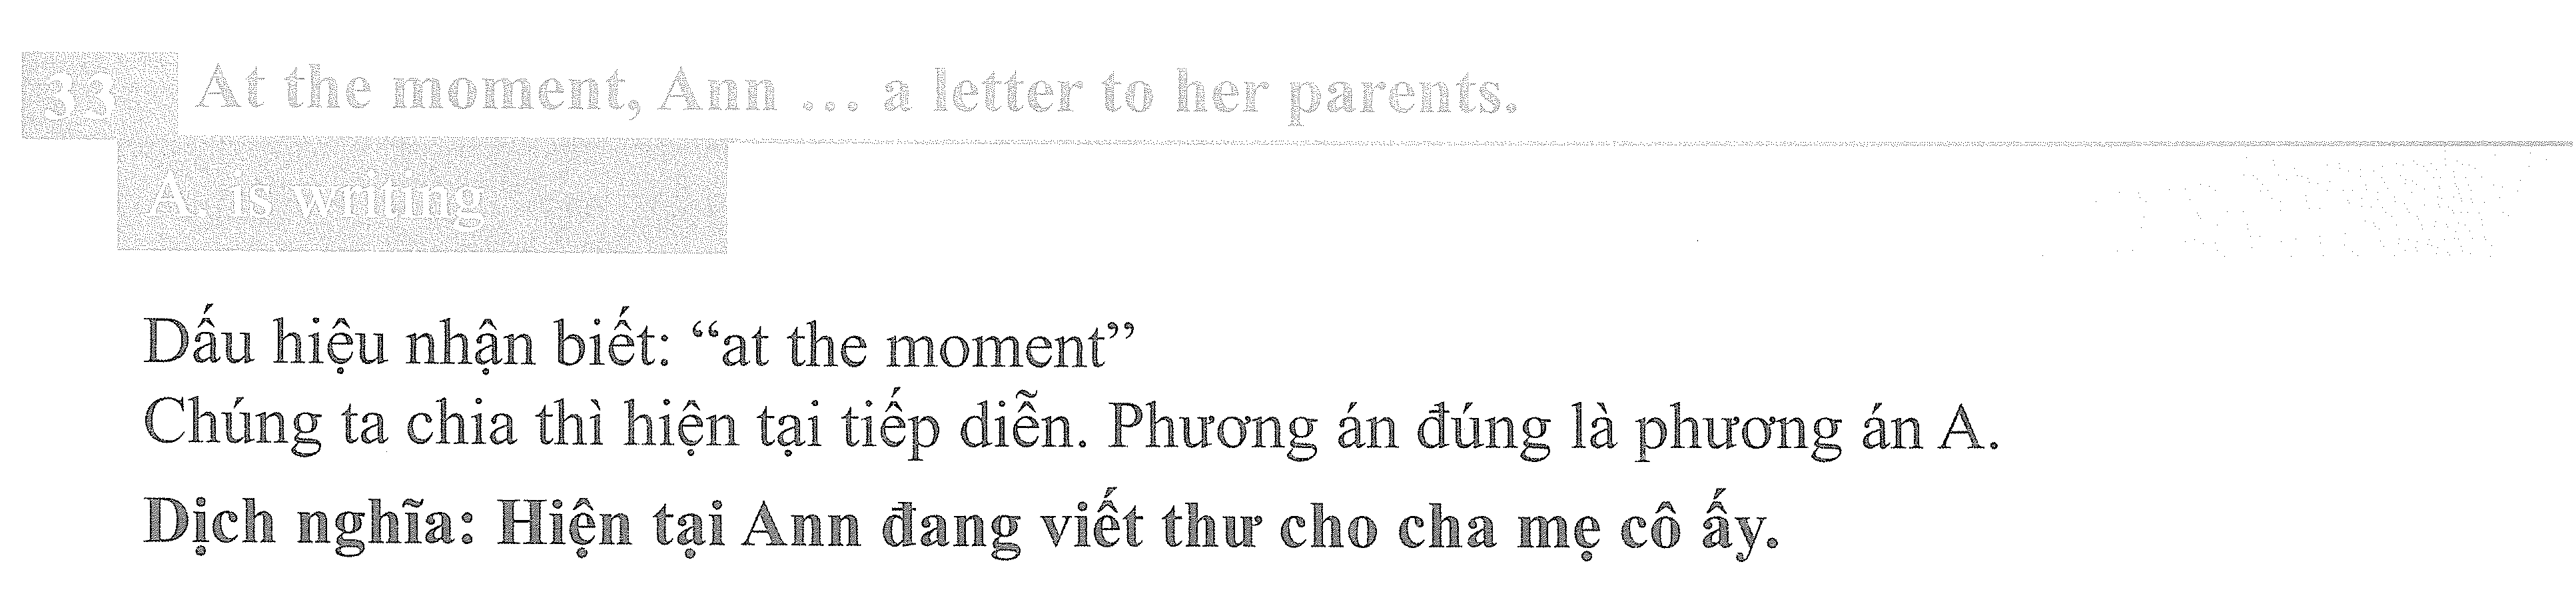 33 At the moment, Ann ... a letter to her parents.
A. is writing
Dấu hiệu nhận biết: “at the moment”
Chúng ta chia thì hiện tại tiếp diễn. Phương án đúng là phương án A.
Dịch nghĩa: Hiện tại Ann đang viết thư cho cha mẹ cô ấy.